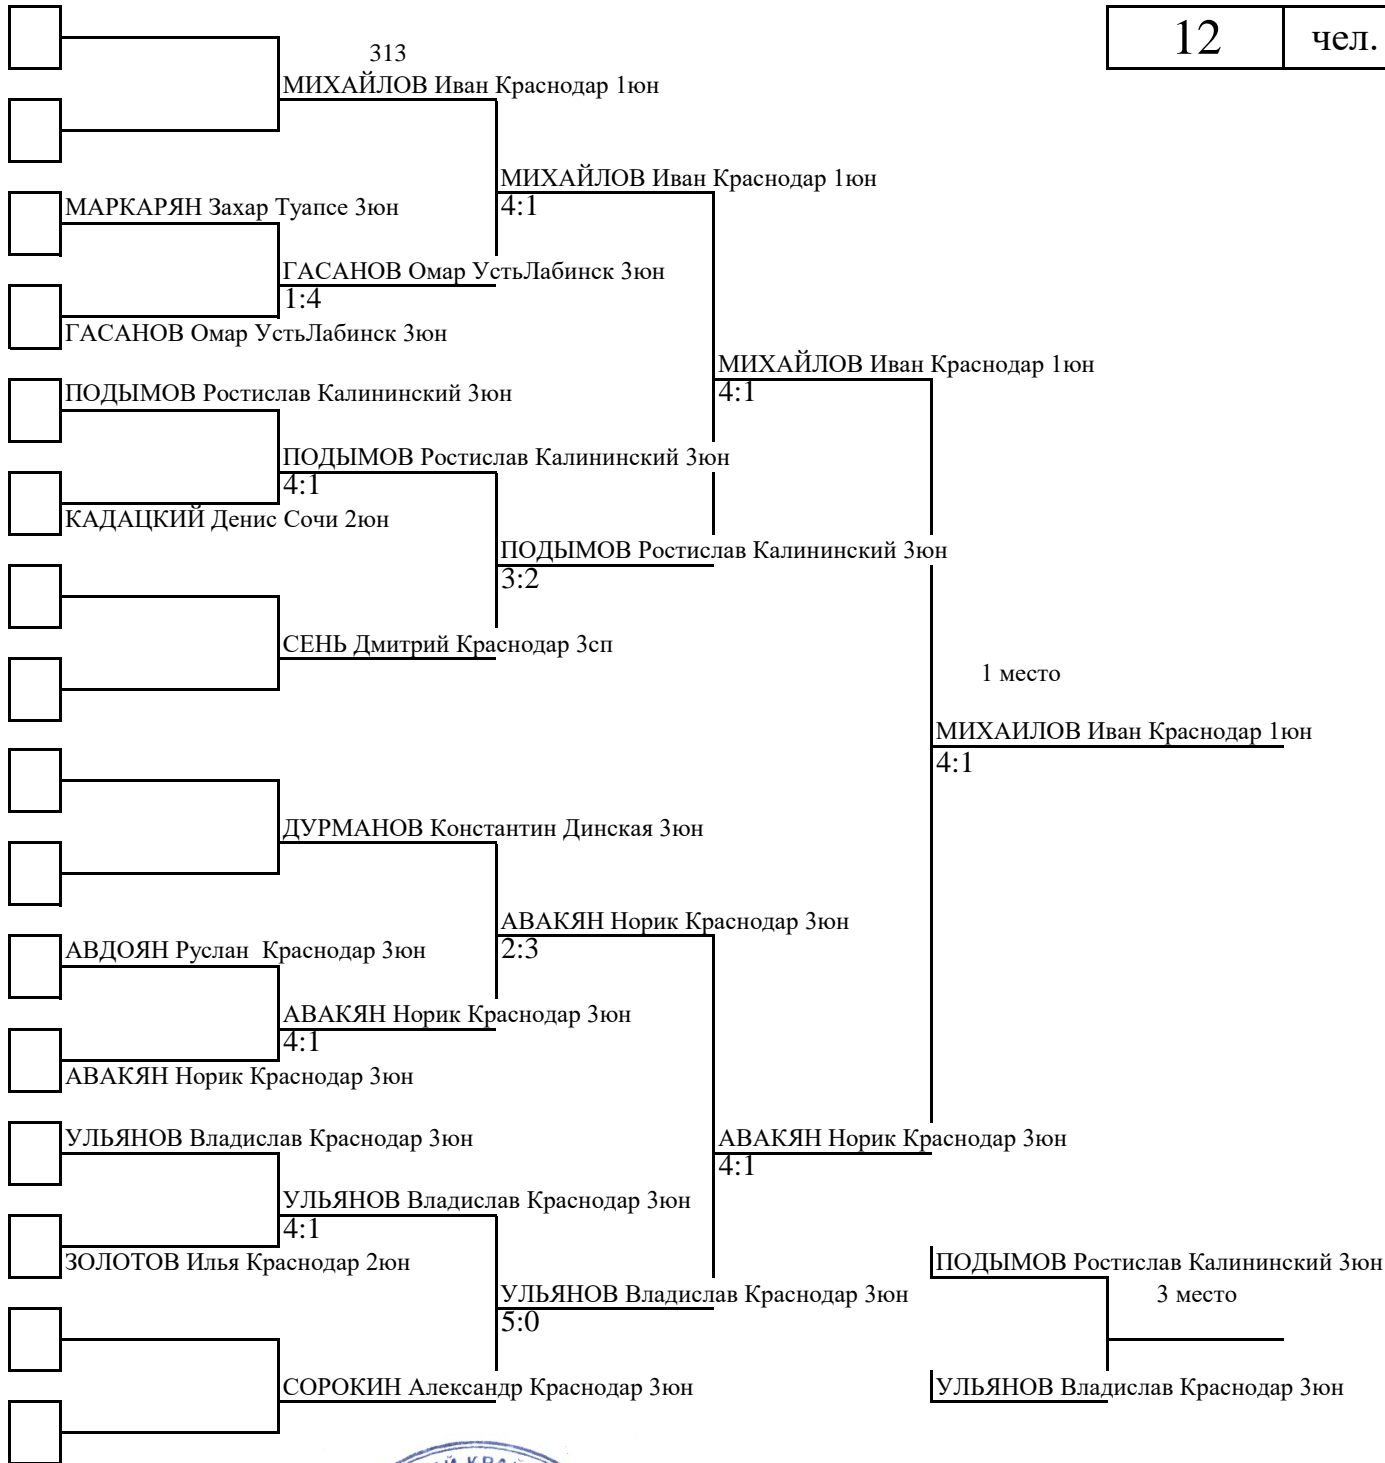 12 чел.
313
МИХАЙЛОВ Иван Краснодар 1юн
МИХАЙЛОВ Иван Краснодар 1юн
4:1
МАРКАРЯН Захар Туапсе 3юн
ГАСАНОВ Омар УстьЛабинск 3юн
1:4
ГАСАНОВ Омар УстьЛабинск 3юн
МИХАЙЛОВ Иван Краснодар 1юн
4:1
ПОДЫМОВ Ростислав Калининский 3юн
ПОДЫМОВ Ростислав Калининский 3юн
4:1
КАДАЦКИЙ Денис Сочи 2юн
ПОДЫМОВ Ростислав Калининский 3юн
3:2
СЕНЬ Дмитрий Краснодар 3сп
1 место
МИХАИЛОВ Иван Краснодар 1юн
4:1
ДУРМАНОВ Константин Динская 3юн
АВАКЯН Норик Краснодар 3юн
2:3
АВДОЯН Руслан  Краснодар 3юн
АВАКЯН Норик Краснодар 3юн
4:1
АВАКЯН Норик Краснодар 3юн
УЛЬЯНОВ Владислав Краснодар 3юн
АВАКЯН Норик Краснодар 3юн
4:1
УЛЬЯНОВ Владислав Краснодар 3юн
4:1
ЗОЛОТОВ Илья Краснодар 2юн
ПОДЫМОВ Ростислав Калининский 3юн
УЛЬЯНОВ Владислав Краснодар 3юн
5:0
3 место
СОРОКИН Александр Краснодар 3юн
УЛЬЯНОВ Владислав Краснодар 3юн